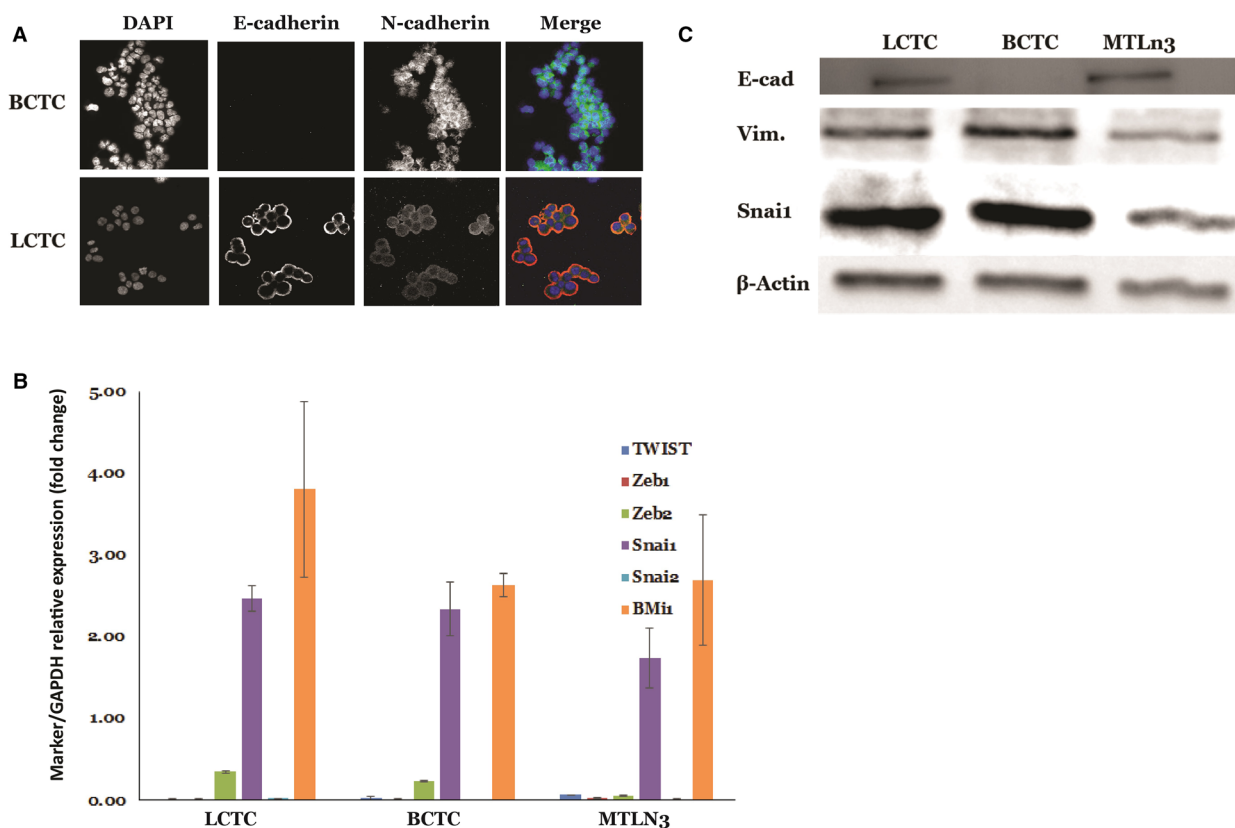 A
DAPI E-cadherin N-cadherin Merge
BCTC
LCTC
C
LCTC BCTC MTLn3
E-cad
Vim.
Snai1
β-Actin
B
Marker/GAPDH relative expression (fold change)
5.00
4.00
3.00
2.00
1.00
0.00
TWIST
Zeb1
Zeb2
Snai1
Snai2
BMi1
LCTC BCTC MTLN3